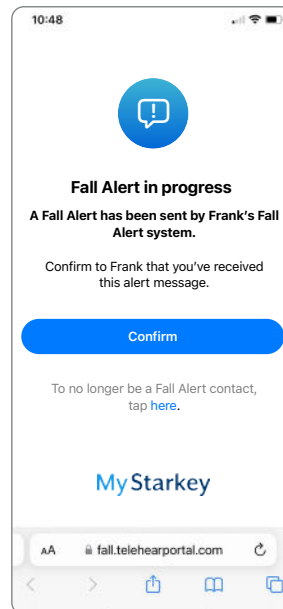 10:48
Fall Alert in progress
A Fall Alert has been sent by Frank's Fall
Alert system.
Confirm to Frank that you've received
this alert message.
Confirm
To no longer be a Fall Alert contact,
tap here.
My Starkey
AA fall.telehearportal.com